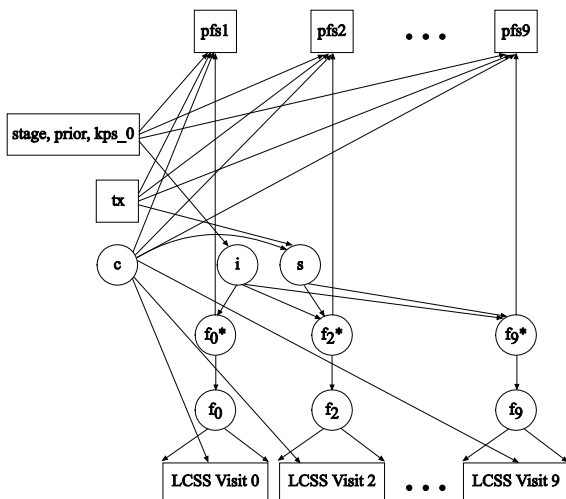 pfs1 pfs2 • • • pfs9
stage, prior, kps_0
tx
c i s
f0* f2* f9*
f0 f2 f9
LCSS Visit 0 LCSS Visit 2 • • • LCSS Visit 9